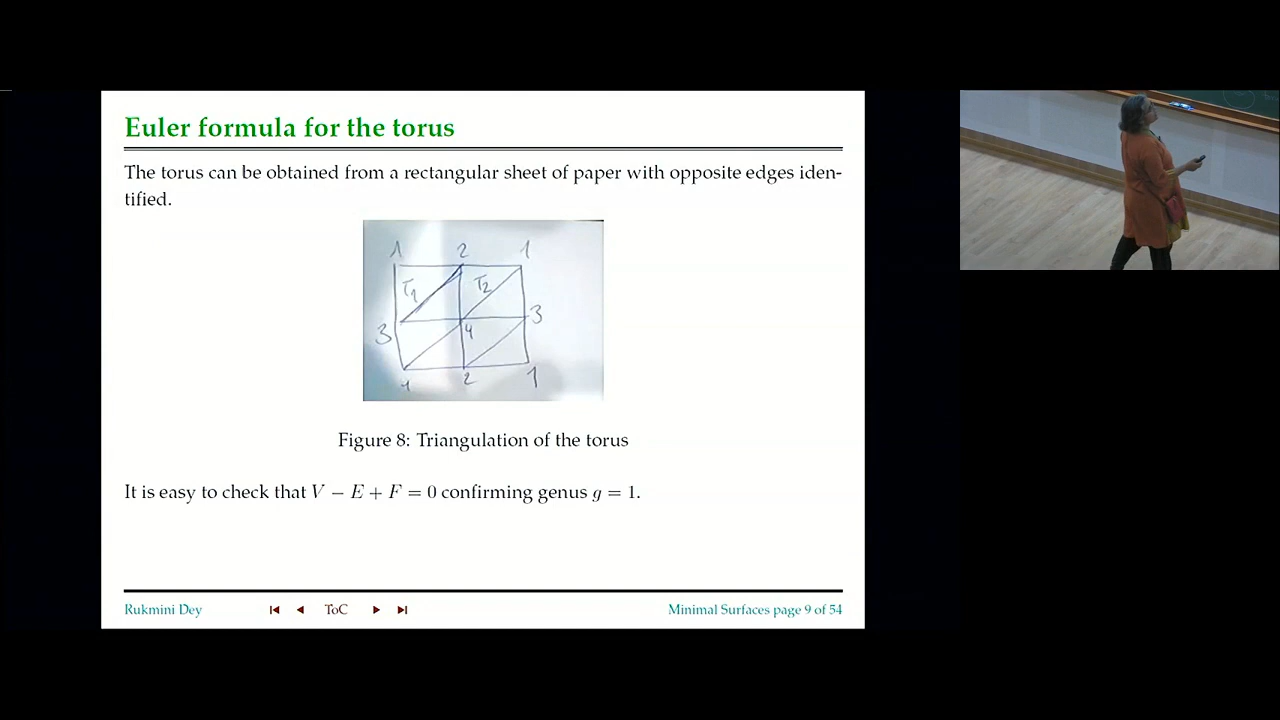 Euler formula for the torus
The torus can be obtained from a rectangular sheet of paper with opposite edges iden-
tified.
1 2 1
T1 T2
3 4 3
1 2 1
Figure 8: Triangulation of the torus
It is easy to check that V − E + F = 0 confirming genus g = 1.
Rukmini Dey ToC Minimal Surfaces page 9 of 54